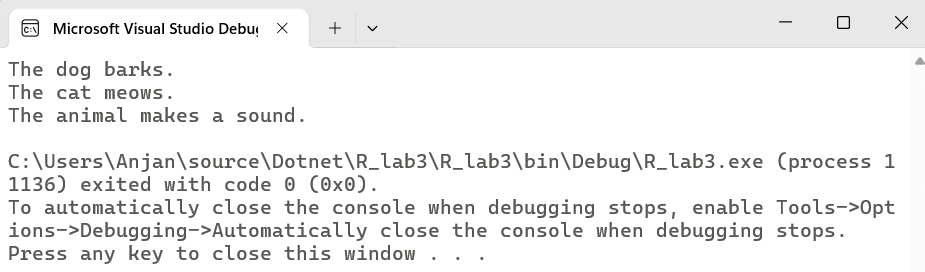 Microsoft Visual Studio Debug
The dog barks.
The cat meows.
The animal makes a sound.
C:\Users\Anjan\source\Dotnet\R_lab3\R_lab3\bin\Debug\R_lab3.exe (process 1
1136) exited with code 0 (0x0).
To automatically close the console when debugging stops, enable Tools->Opt
ions->Debugging->Automatically close the console when debugging stops.
Press any key to close this window . . .